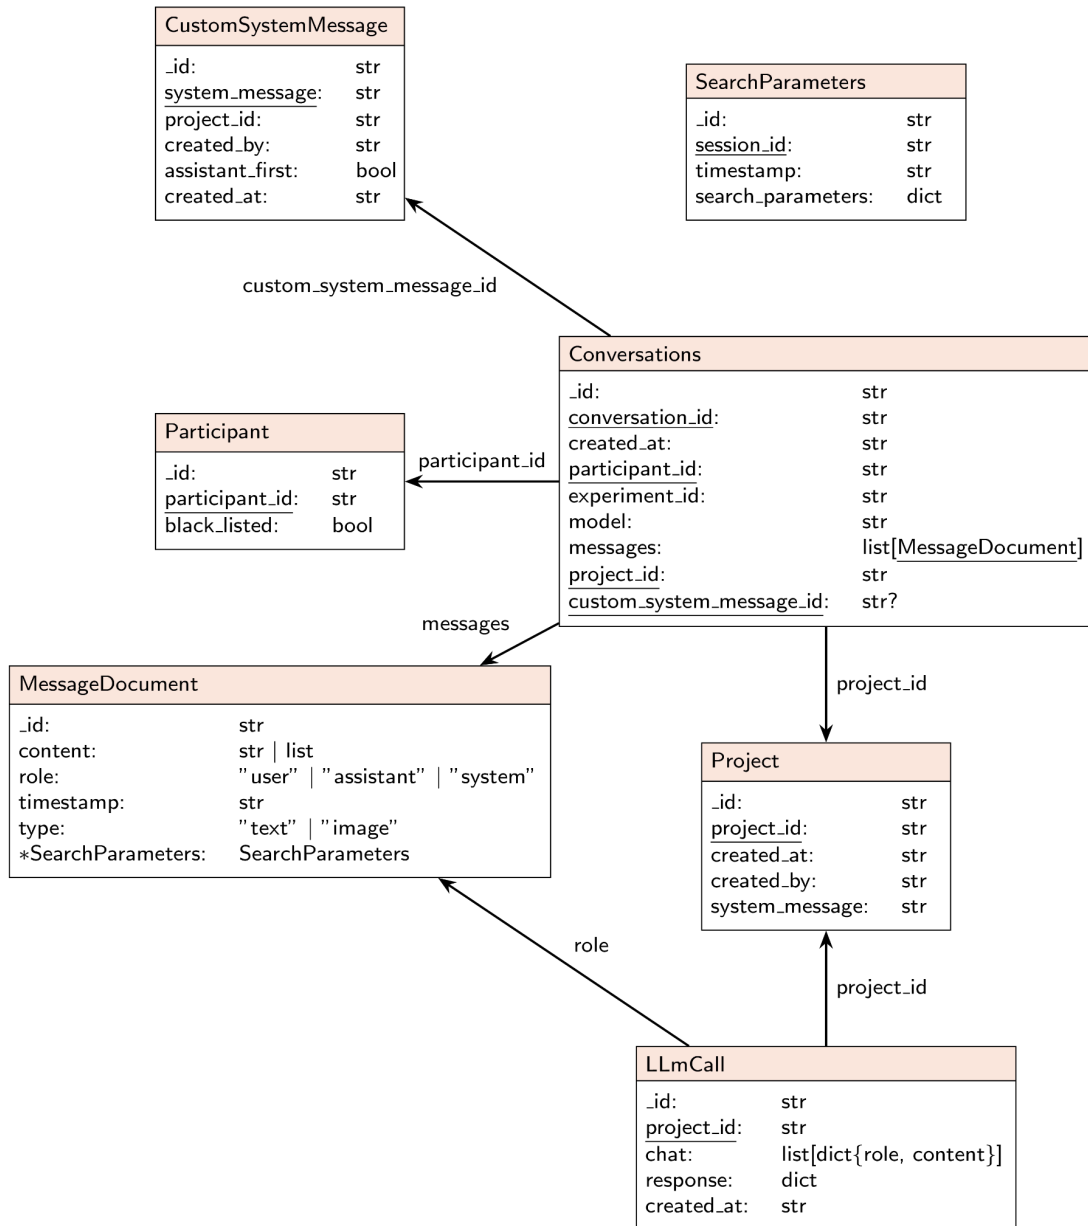 CustomSystemMessage
_id: str
system_message: str
project_id: str
created_by: str
assistant_first: bool
created_at: str
SearchParameters
_id: str
session_id: str
timestamp: str
search_parameters: dict
custom_system_message_id
Conversations
_id: str
conversation_id: str
created_at: str
participant_id: str
experiment_id: str
model: str
messages: list[MessageDocument]
project_id: str
custom_system_message_id: str?
Participant
_id: str
participant_id: str
black_listed: bool
participant_id
messages
MessageDocument
_id: str
content: str | list
role: "user" | "assistant" | "system"
timestamp: str
type: "text" | "image"
*SearchParameters: SearchParameters
project_id
Project
_id: str
project_id: str
created_at: str
created_by: str
system_message: str
role
project_id
LLmCall
_id: str
project_id: str
chat: list[dict{role, content}]
response: dict
created_at: str